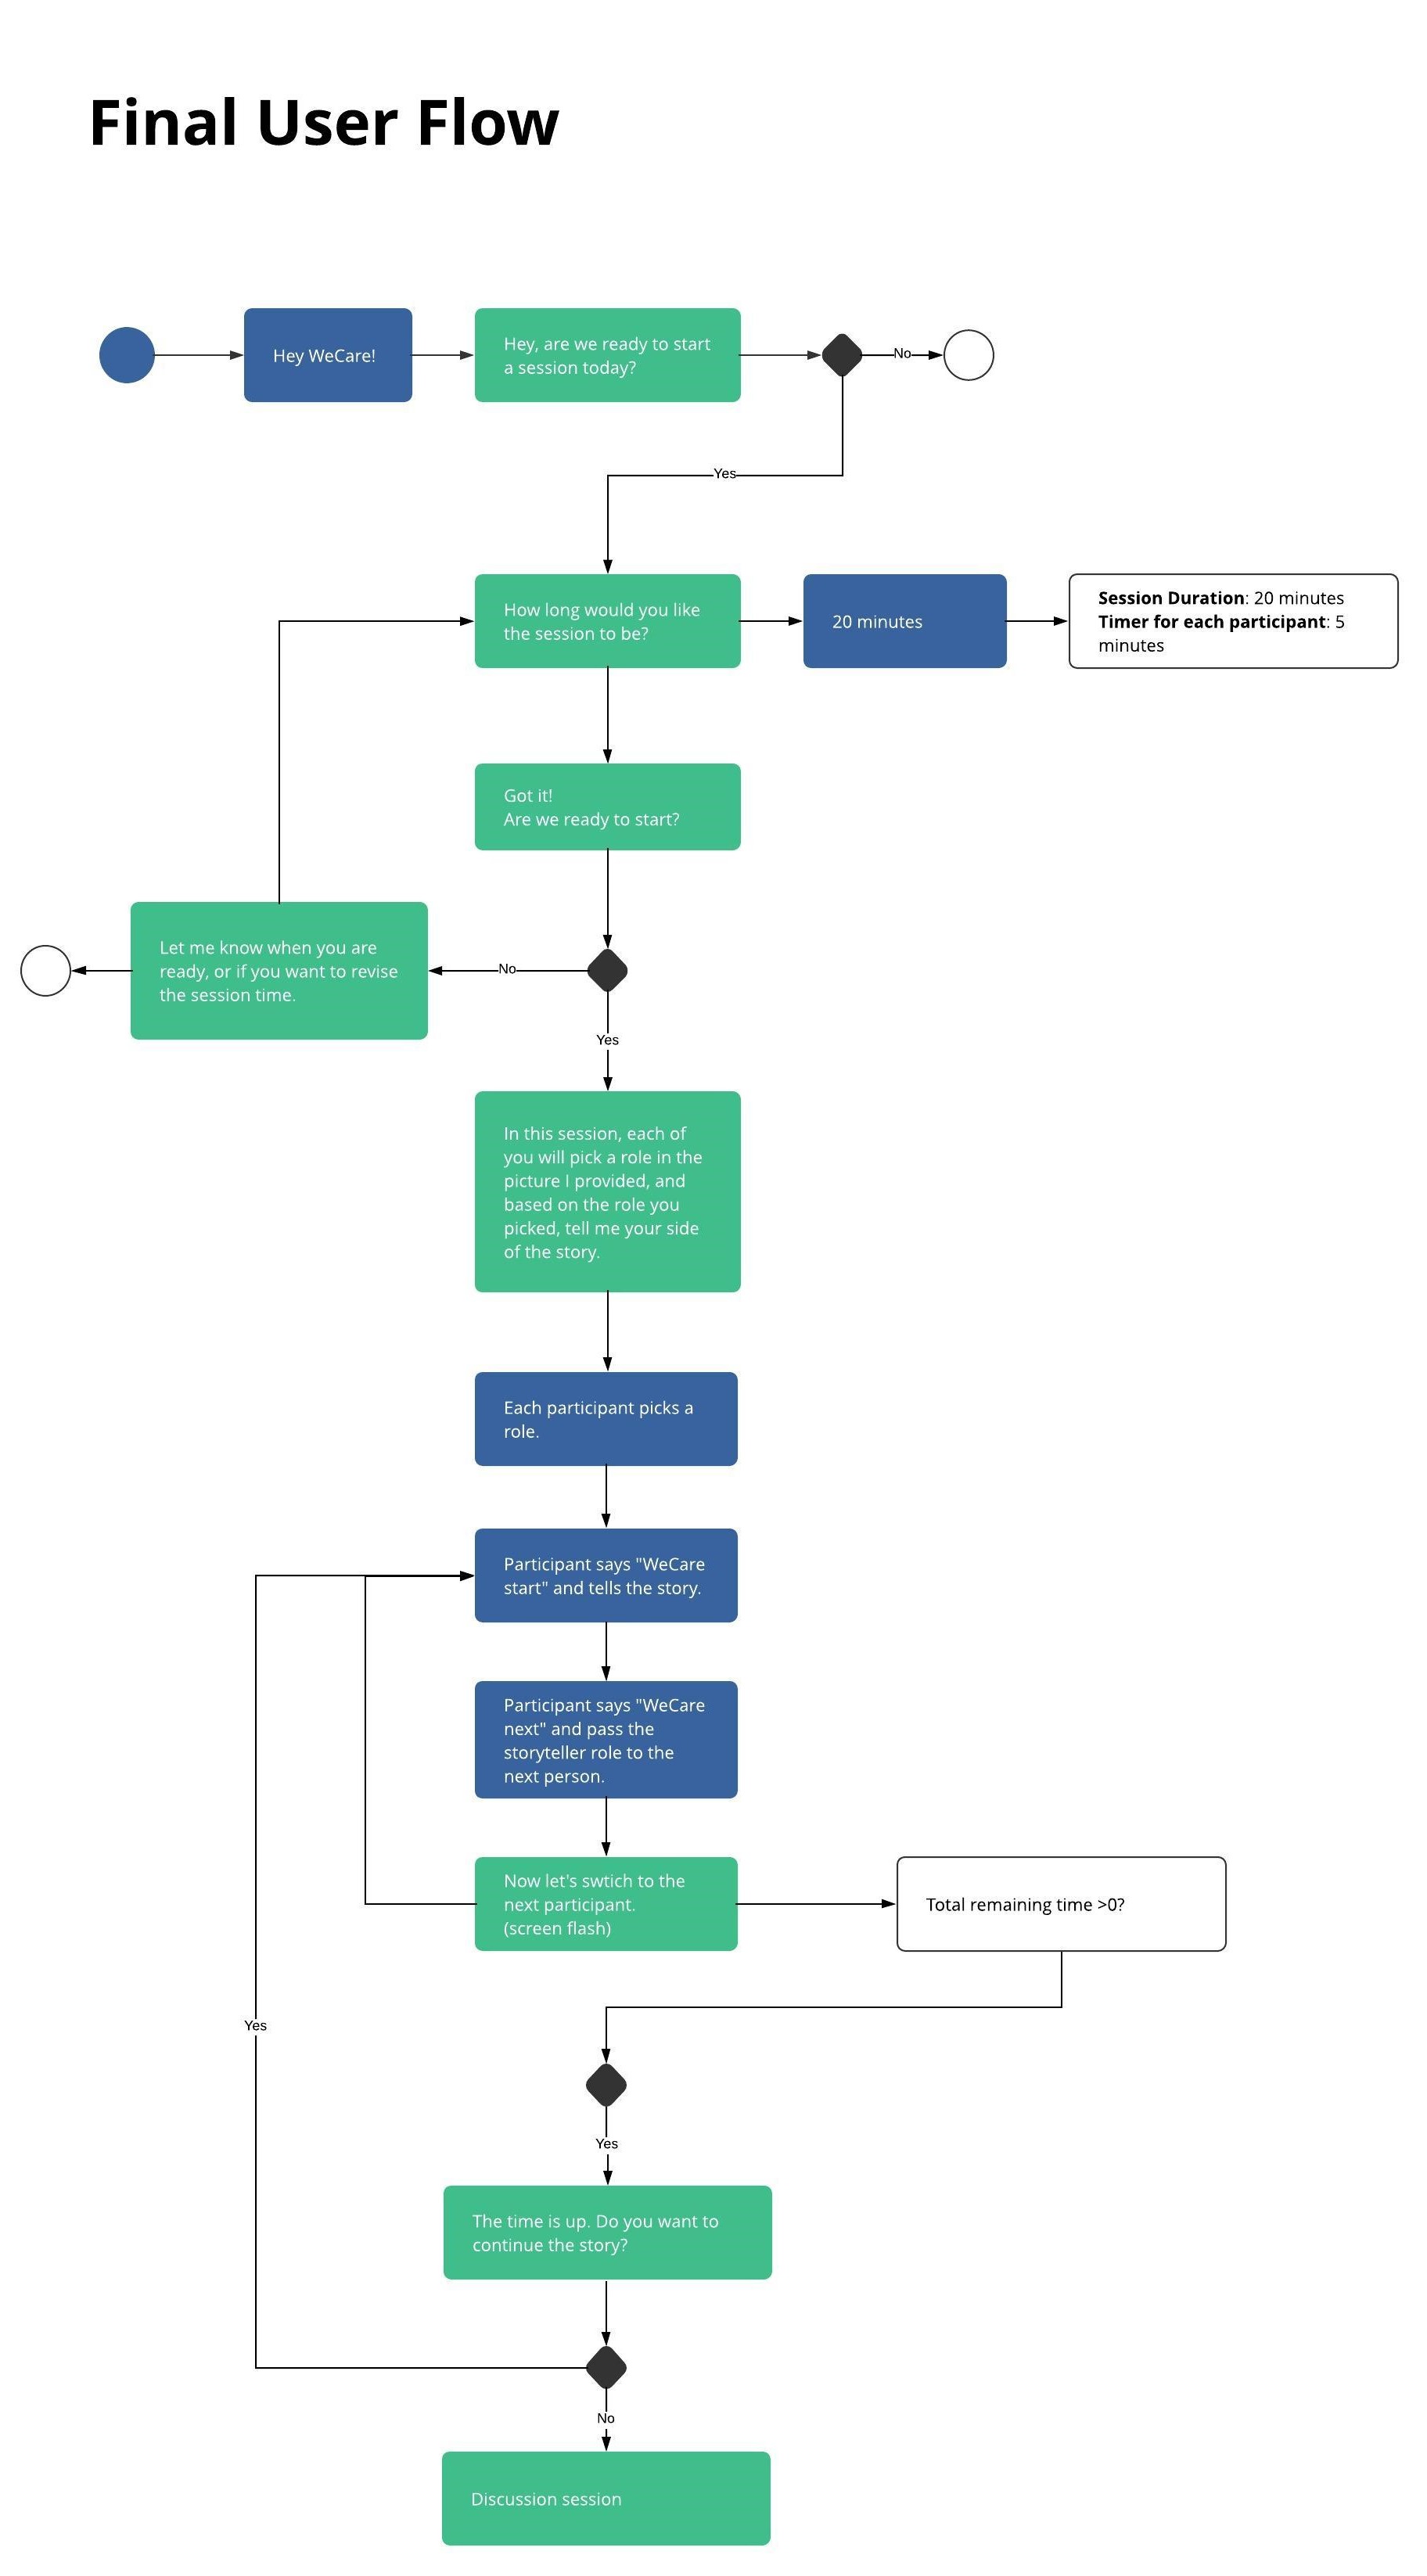 Final User Flow
Hey WeCare!
Hey, are we ready to start
a session today?
No
Yes
How long would you like
the session to be?
20 minutes
Session Duration: 20 minutes
Timer for each participant: 5
minutes
Got it!
Are we ready to start?
Let me know when you are
ready, or if you want to revise
the session time.
No
Yes
In this session, each of
you will pick a role in the
picture I provided, and
based on the role you
picked, tell me your side
of the story.
Each participant picks a
role.
Participant says "WeCare
start" and tells the story.
Participant says "WeCare
next" and pass the
storyteller role to the
next person.
Now let's swtich to the
next participant.
(screen flash)
Total remaining time >0?
Yes
Yes
The time is up. Do you want to
continue the story?
No
Discussion session